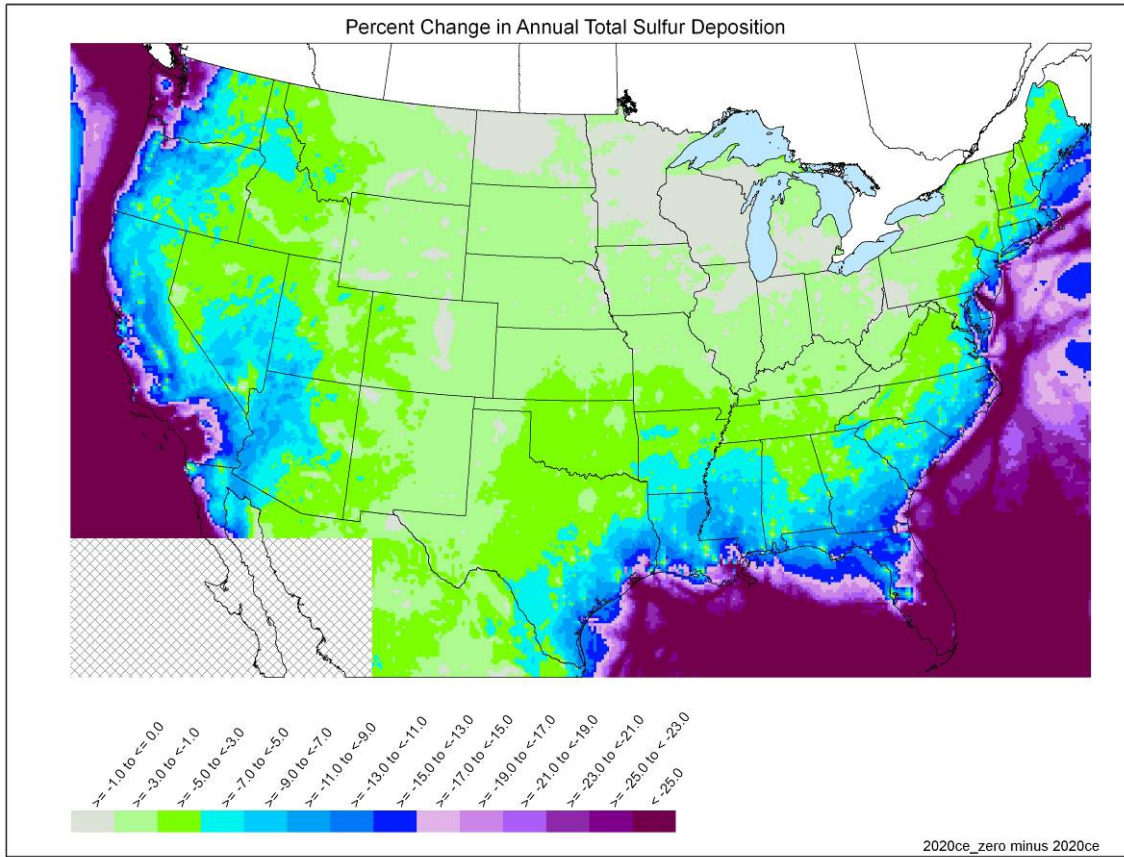 Percent Change in Annual Total Sulfur Deposition
>= -1.0 to <= 0.0
>= -3.0 to <-1.0
>= -5.0 to <-3.0
>= -7.0 to <-5.0
>= -9.0 to <-7.0
>= -11.0 to <-9.0
>= -13.0 to <-11.0
>= -15.0 to <-13.0
>= -17.0 to <-15.0
>= -19.0 to <-17.0
>= -21.0 to <-19.0
>= -23.0 to <-21.0
>= -25.0 to < -23.0
< -25.0
2020ce_zero minus 2020ce